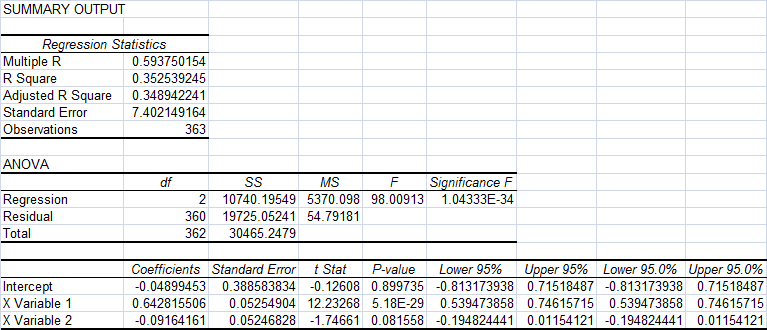 SUMMARY OUTPUT
Regression Statistics
Multiple R 0.593750154
R Square 0.352539245
Adjusted R Square 0.348942241
Standard Error 7.402149164
Observations 363
ANOVA
df SS MS F Significance F
Regression 2 10740.19549 5370.098 98.00913 1.04333E-34
Residual 360 19725.05241 54.79181
Total 362 30465.2479
Coefficients Standard Error t Stat P-value Lower 95% Upper 95% Lower 95.0% Upper 95.0%
Intercept -0.04899453 0.388583834 -0.12608 0.899735 -0.813173938 0.71518487 -0.813173938 0.71518487
X Variable 1 0.642815506 0.05254904 12.23268 5.18E-29 0.539473858 0.74615715 0.539473858 0.74615715
X Variable 2 -0.09164161 0.05246828 -1.74661 0.081558 -0.194824441 0.01154121 -0.194824441 0.01154121